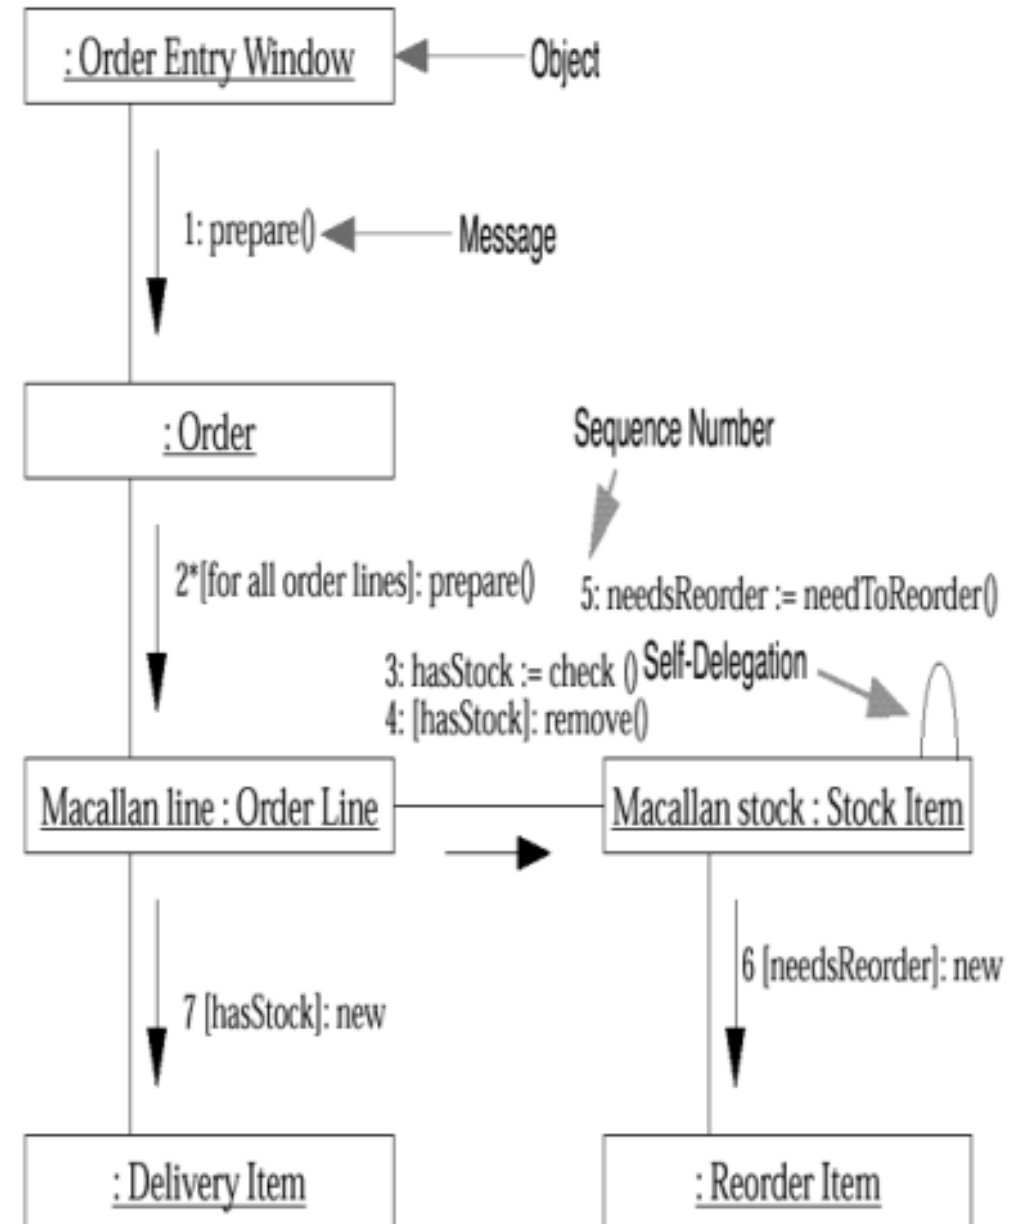 : Order Entry Window
Object
1: prepare()
Message
: Order
Sequence Number
2*[for all order lines]: prepare()
5: needsReorder := needToReorder()
3: hasStock := check ()
Self-Delegation
4: [hasStock]: remove()
Macallan line : Order Line
Macallan stock : Stock Item
6 [needsReorder]: new
7 [hasStock]: new
: Delivery Item
: Reorder Item